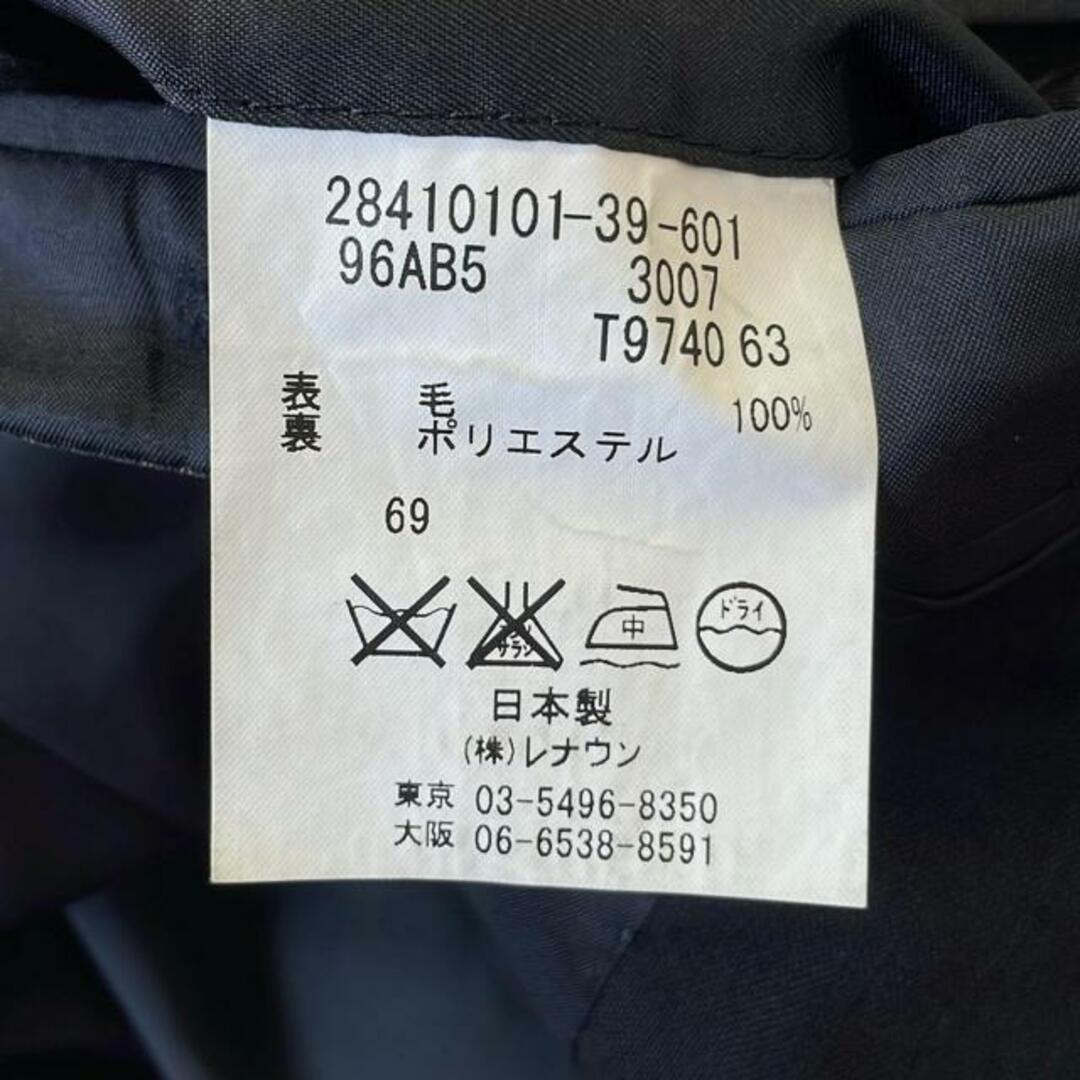 28410101-39-601
96AB5 3007
T9740 63
表 毛 100%
裏 ポリエステル
69
サラシ
中
ドライ
日本製
(株)レナウン
東京 03-5496-8350
大阪 06-6538-8591